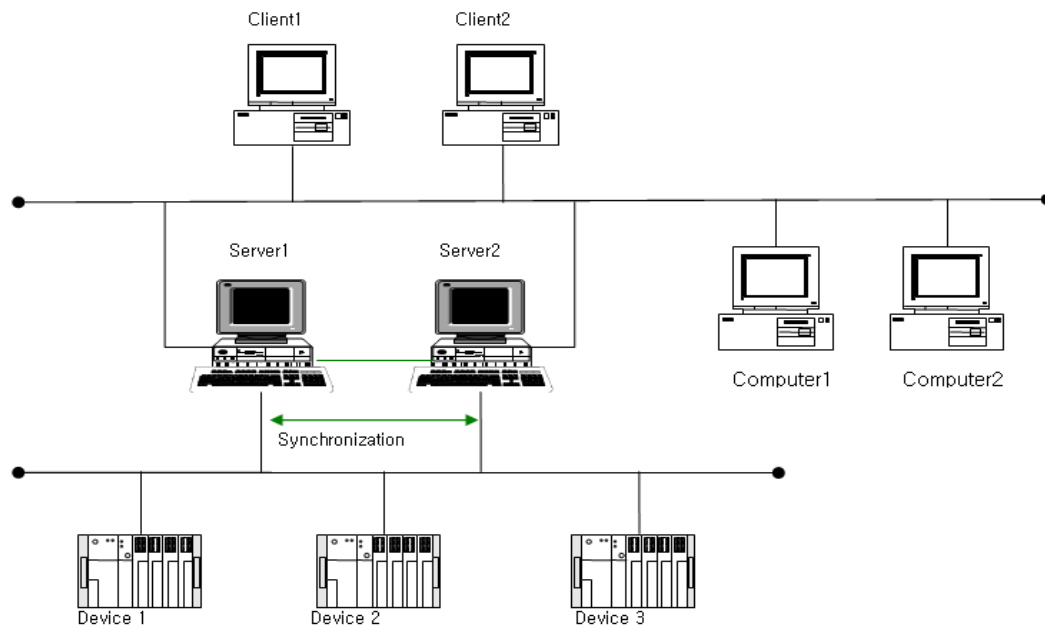 Client1
Client2
Server1
Server2
Computer1
Computer2
Synchronization
Device 1
Device 2
Device 3